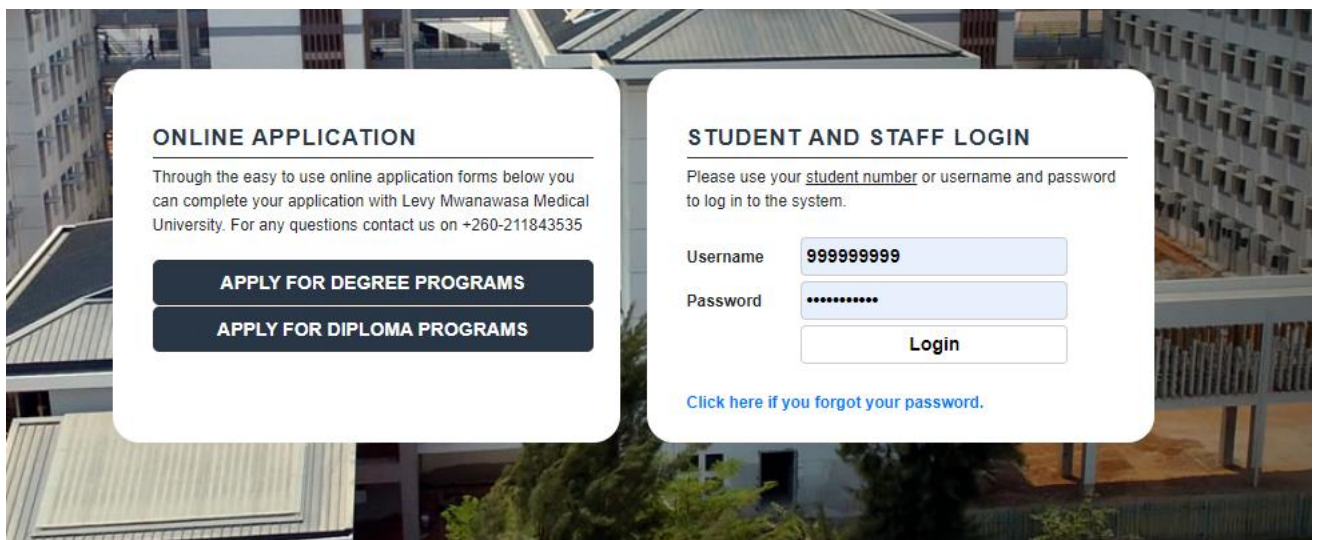 ONLINE APPLICATION
Through the easy to use online application forms below you
can complete your application with Levy Mwanawasa Medical
University. For any questions contact us on +260-211843535
APPLY FOR DEGREE PROGRAMS
APPLY FOR DIPLOMA PROGRAMS
STUDENT AND STAFF LOGIN
Please use your student number or username and password
to log in to the system.
Username 999999999
Password •••••••••••
Login
Click here if you forgot your password.